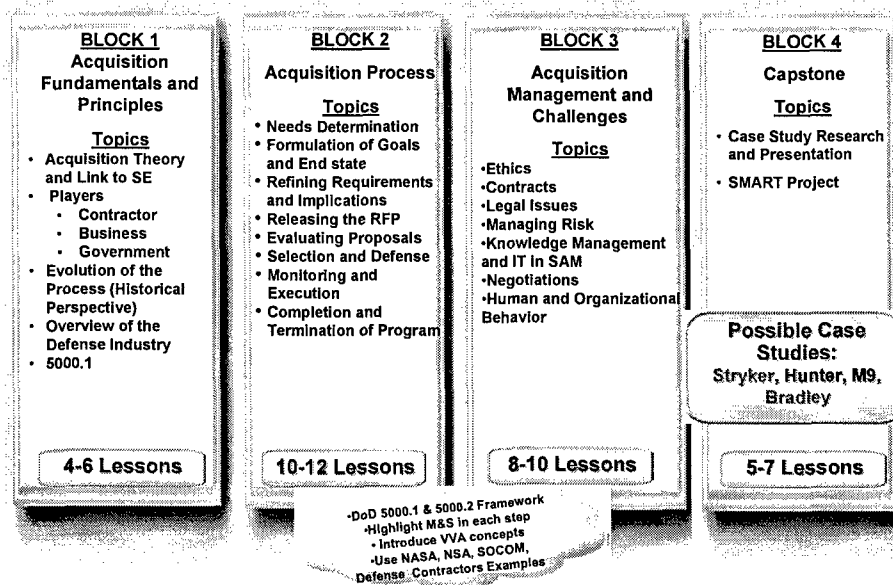 BLOCK 1
Acquisition
Fundamentals and
Principles
Topics
• Acquisition Theory
and Link to SE
• Players
• Contractor
• Business
• Government
• Evolution of the
Process (Historical
Perspective)
• Overview of the
Defense Industry
• 5000.1
4-6 Lessons
BLOCK 2
Acquisition Process
Topics
• Needs Determination
• Formulation of Goals
and End state
• Refining Requirements
and Implications
• Releasing the RFP
• Evaluating Proposals
• Selection and Defense
• Monitoring and
Execution
• Completion and
Termination of Program
10-12 Lessons
BLOCK 3
Acquisition
Management and
Challenges
Topics
•Ethics
•Contracts
•Legal Issues
•Managing Risk
•Knowledge Management
and IT in SAM
•Negotiations
•Human and Organizational
Behavior
8-10 Lessons
BLOCK 4
Capstone
Topics
• Case Study Research
and Presentation
• SMART Project
Possible Case
Studies:
Stryker, Hunter, M9,
Bradley
5-7 Lessons
•DoD 5000.1 & 5000.2 Framework
•Highlight M&S in each step
• Introduce VVA concepts
•Use NASA, NSA, SOCOM,
Defense Contractors Examples